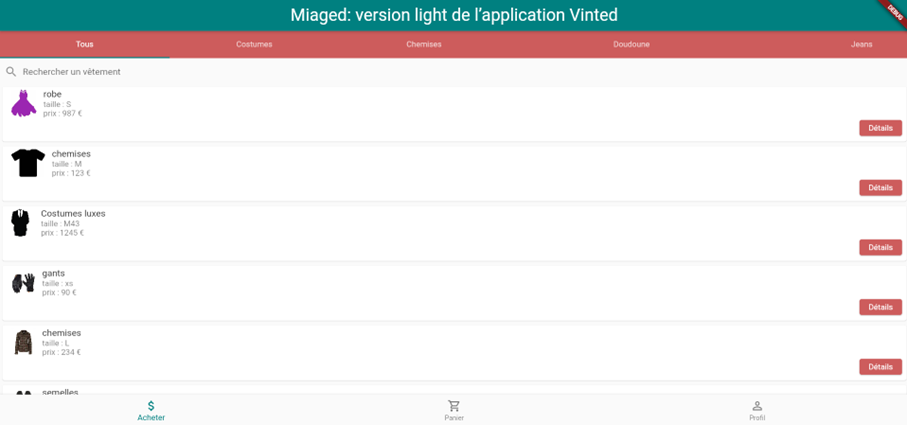 Miaged: version light de l’application Vinted
DEBUG
Tous Costumes Chemises Doudoune Jeans
Rechercher un vêtement
robe
taille : S
prix : 987 €
Détails
chemises
taille : M
prix : 123 €
Détails
Costumes luxes
taille : M43
prix : 1245 €
Détails
gants
taille : xs
prix : 90 €
Détails
chemises
taille : L
prix : 234 €
Détails
semelles
Acheter Panier Profil